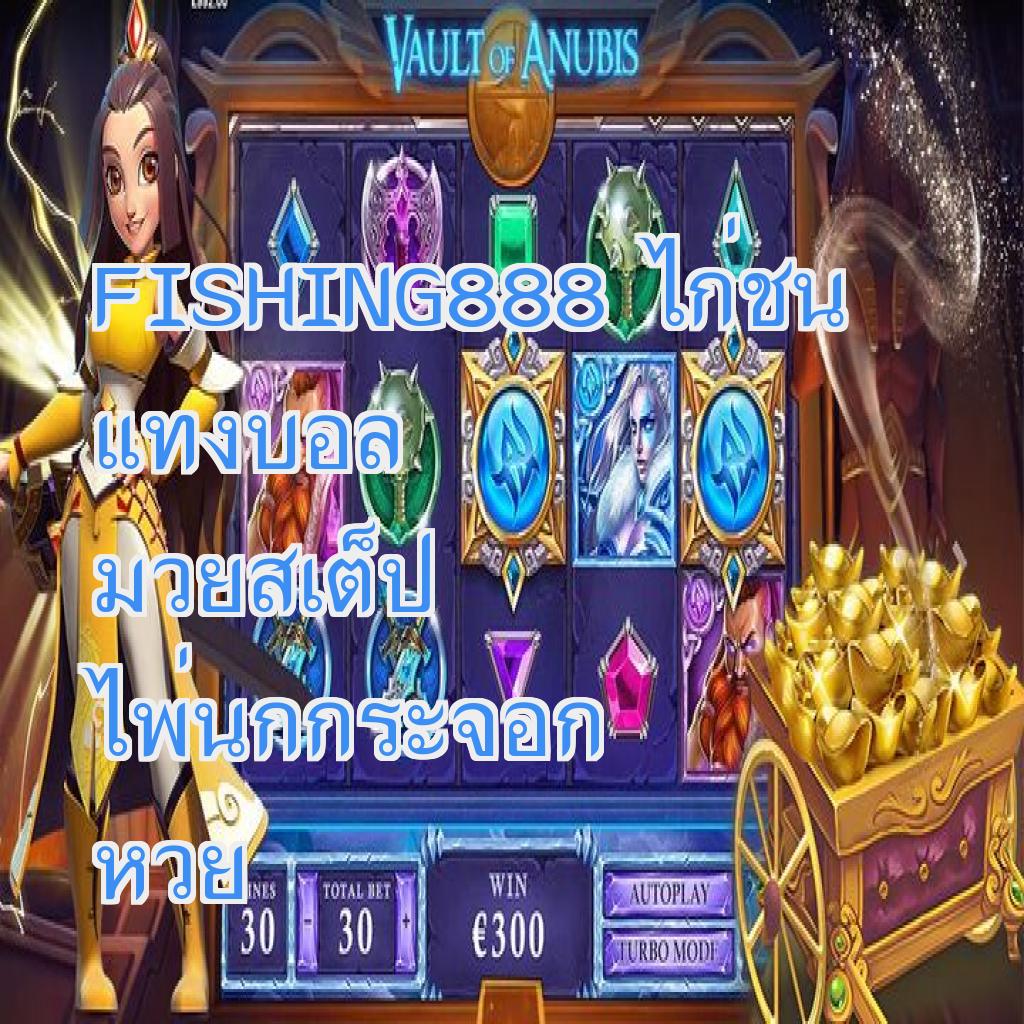 VAULT OF ANUBIS
FISHING888 ไก่ชน
แทงบอล
มวยสเต็ป
ไพ่นกกระจอก
หวย
TOTAL BET
WIN
30
30
€300
AUTOPLAY
TURBO MODE